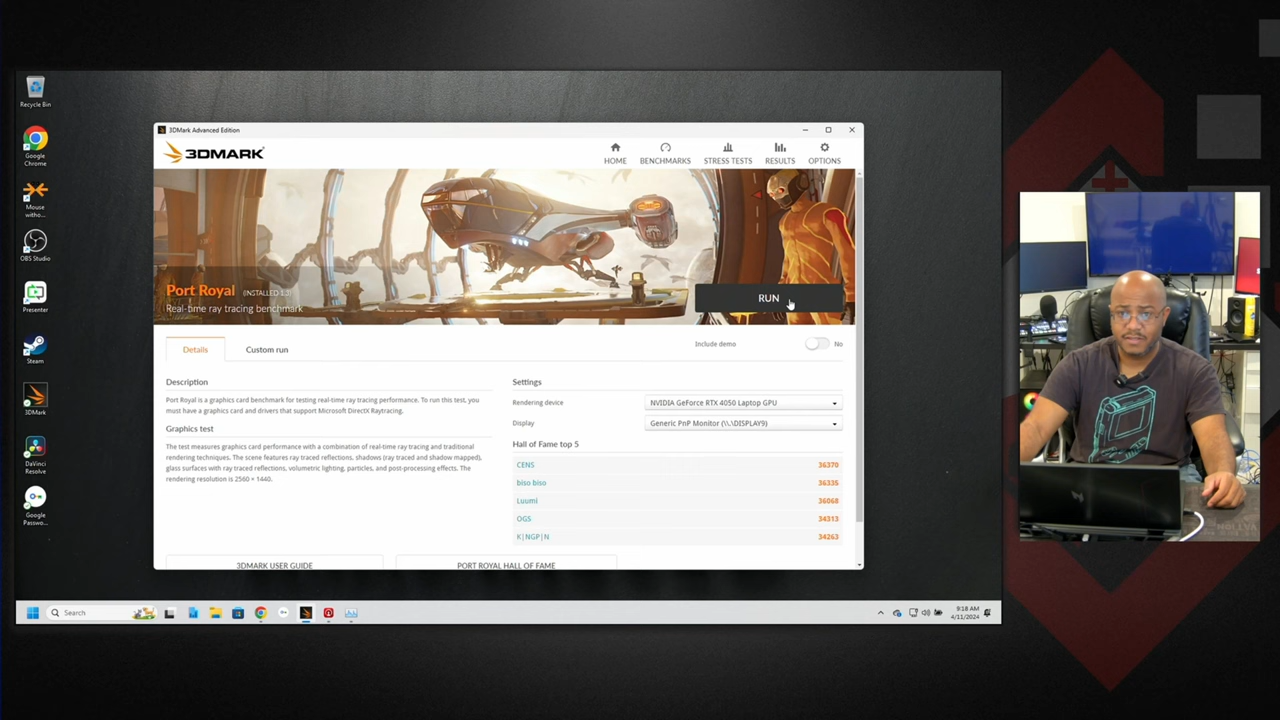 Recycle Bin
Google
Chrome
Mouse
witho...
OBS Studio
Presenter
Steam
3DMark
DaVinci
Resolve
Google
Passwo...
3DMark Advanced Edition
3DMARK
HOME
BENCHMARKS
STRESS TESTS
RESULTS
OPTIONS
Port Royal
Real-time ray tracing benchmark
RUN
Details
Custom run
Include demo
No
Description
Port Royal is a graphics card benchmark for testing real-time ray tracing performance. To run this test, you
must have a graphics card and drivers that support Microsoft DirectX Raytracing.
Graphics test
The test measures graphics card performance with a combination of real-time ray tracing and traditional
rendering techniques. The scene features ray traced reflections, shadows (ray traced and shadow mapped),
glass surfaces with ray traced reflections, volumetric lighting, particles, and post-processing effects. The
rendering resolution is 2560 × 1440.
Settings
Rendering device
NVIDIA GeForce RTX 4050 Laptop GPU
Display
Generic PnP Monitor (\\.\DISPLAY9)
Hall of Fame top 5
CENS 36370
biso biso 36335
Luumi 36068
OGS 34313
K|NGP|N 34263
3DMARK USER GUIDE
PORT ROYAL HALL OF FAME
Search
9:18 AM
4/11/2024